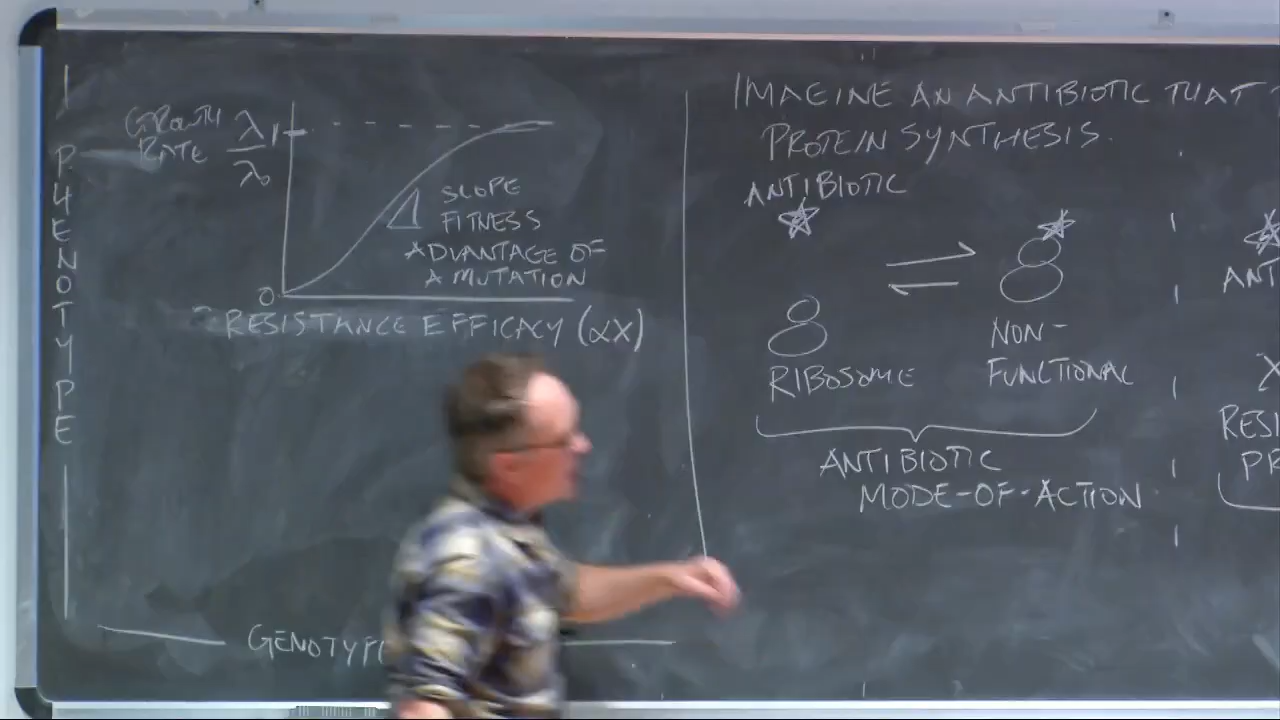 PHENOTYPE
GROWTH
RATE
λ
λ₀
1
0
SLOPE
FITNESS
ADVANTAGE OF
A MUTATION
RESISTANCE EFFICACY (αX)
GENOTYP
IMAGINE AN ANTIBIOTIC THAT
PROTEIN SYNTHESIS.
ANTIBIOTIC
RIBOSOME
NON-
FUNCTIONAL
ANTIBIOTIC
MODE-OF-ACTION
ANT
X
RESI
PR